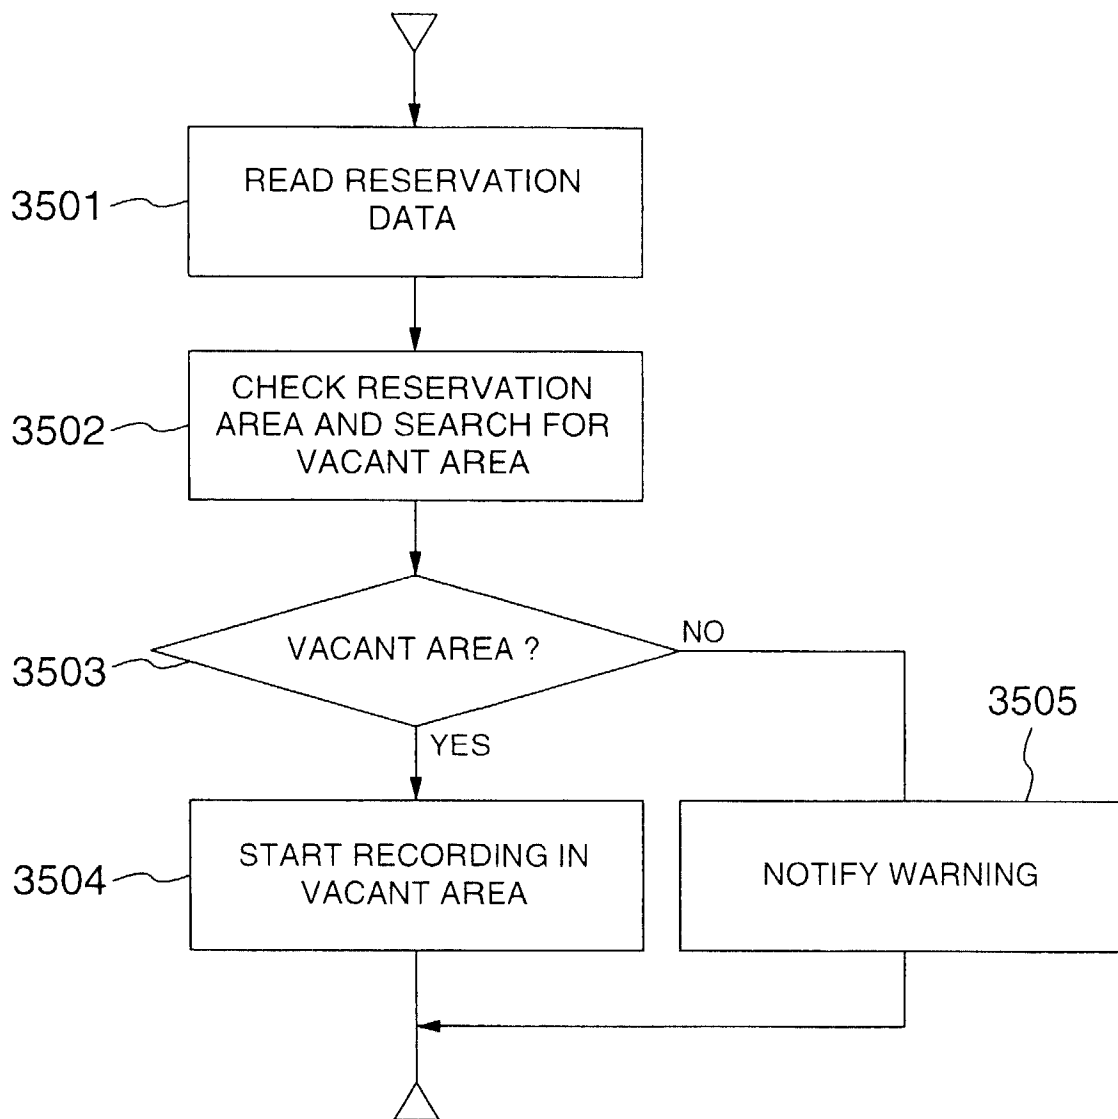 READ RESERVATION
DATA
3501
CHECK RESERVATION
AREA AND SEARCH FOR
VACANT AREA
3502
VACANT AREA ?
NO
3503
3505
YES
START RECORDING IN
VACANT AREA
3504
NOTIFY WARNING